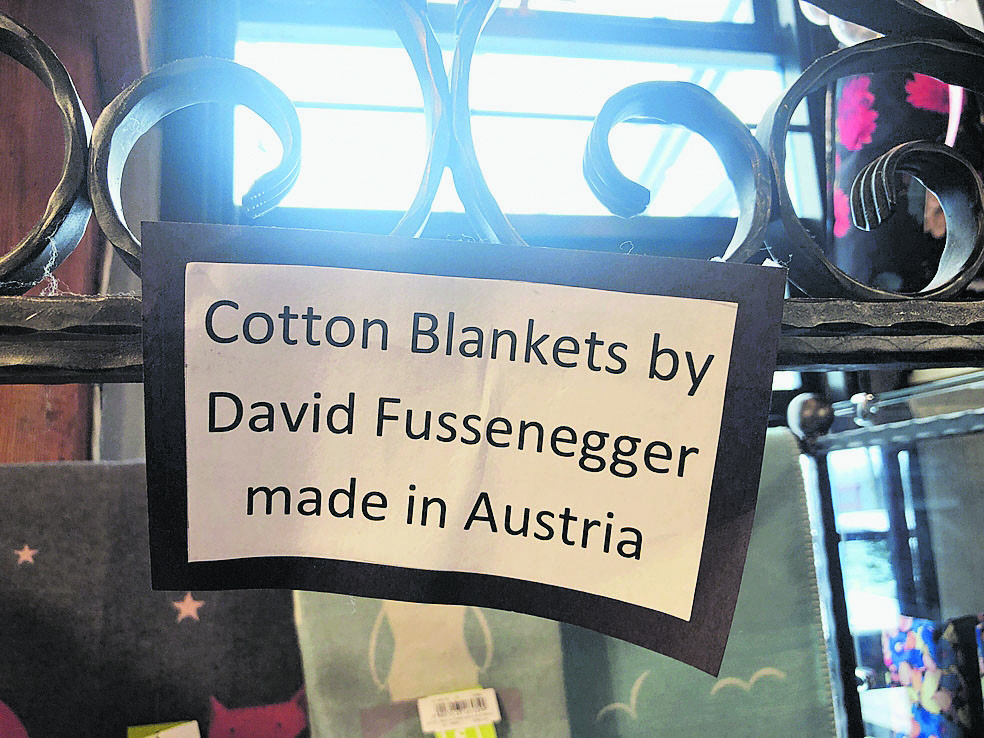 Cotton Blankets by
David Fussenegger
made in Austria